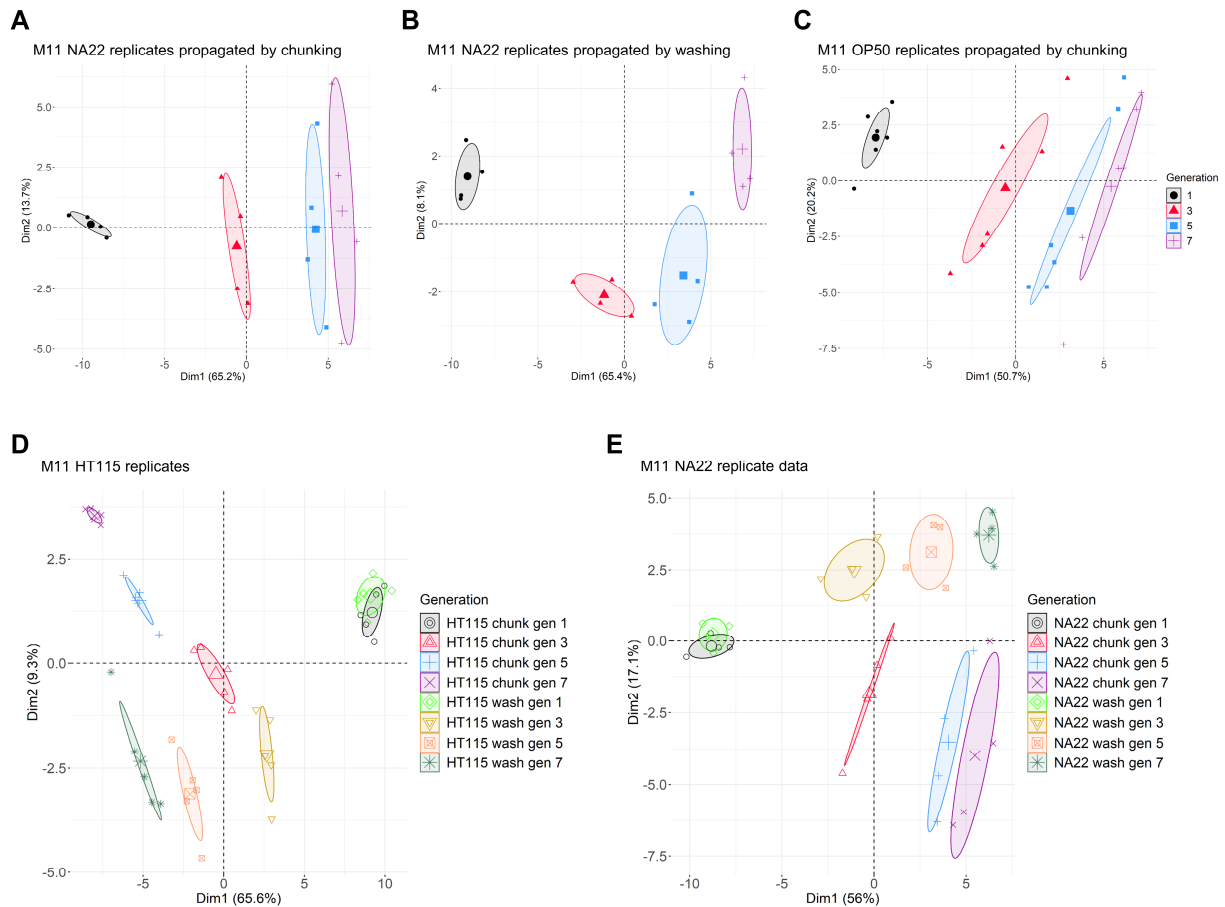 A
M11 NA22 replicates propagated by chunking
5.0
2.5
0.0
-2.5
-5.0
Dim2 (13.7%)
-10
-5
0
5
Dim1 (65.2%)
B
M11 NA22 replicates propagated by washing
4
2
0
-2
Dim2 (8.1%)
-10
-5
0
5
Dim1 (65.4%)
C
M11 OP50 replicates propagated by chunking
5.0
2.5
0.0
-2.5
-5.0
-7.5
Dim2 (20.2%)
-5
0
5
Dim1 (50.7%)
Generation
1
3
5
7
D
M11 HT115 replicates
2.5
0.0
-2.5
-5.0
Dim2 (9.3%)
-5
0
5
10
Dim1 (65.6%)
Generation
HT115 chunk gen 1
HT115 chunk gen 3
HT115 chunk gen 5
HT115 chunk gen 7
HT115 wash gen 1
HT115 wash gen 3
HT115 wash gen 5
HT115 wash gen 7
E
M11 NA22 replicate data
5.0
2.5
0.0
-2.5
-5.0
-7.5
Dim2 (17.1%)
-10
-5
0
5
Dim1 (56%)
Generation
NA22 chunk gen 1
NA22 chunk gen 3
NA22 chunk gen 5
NA22 chunk gen 7
NA22 wash gen 1
NA22 wash gen 3
NA22 wash gen 5
NA22 wash gen 7